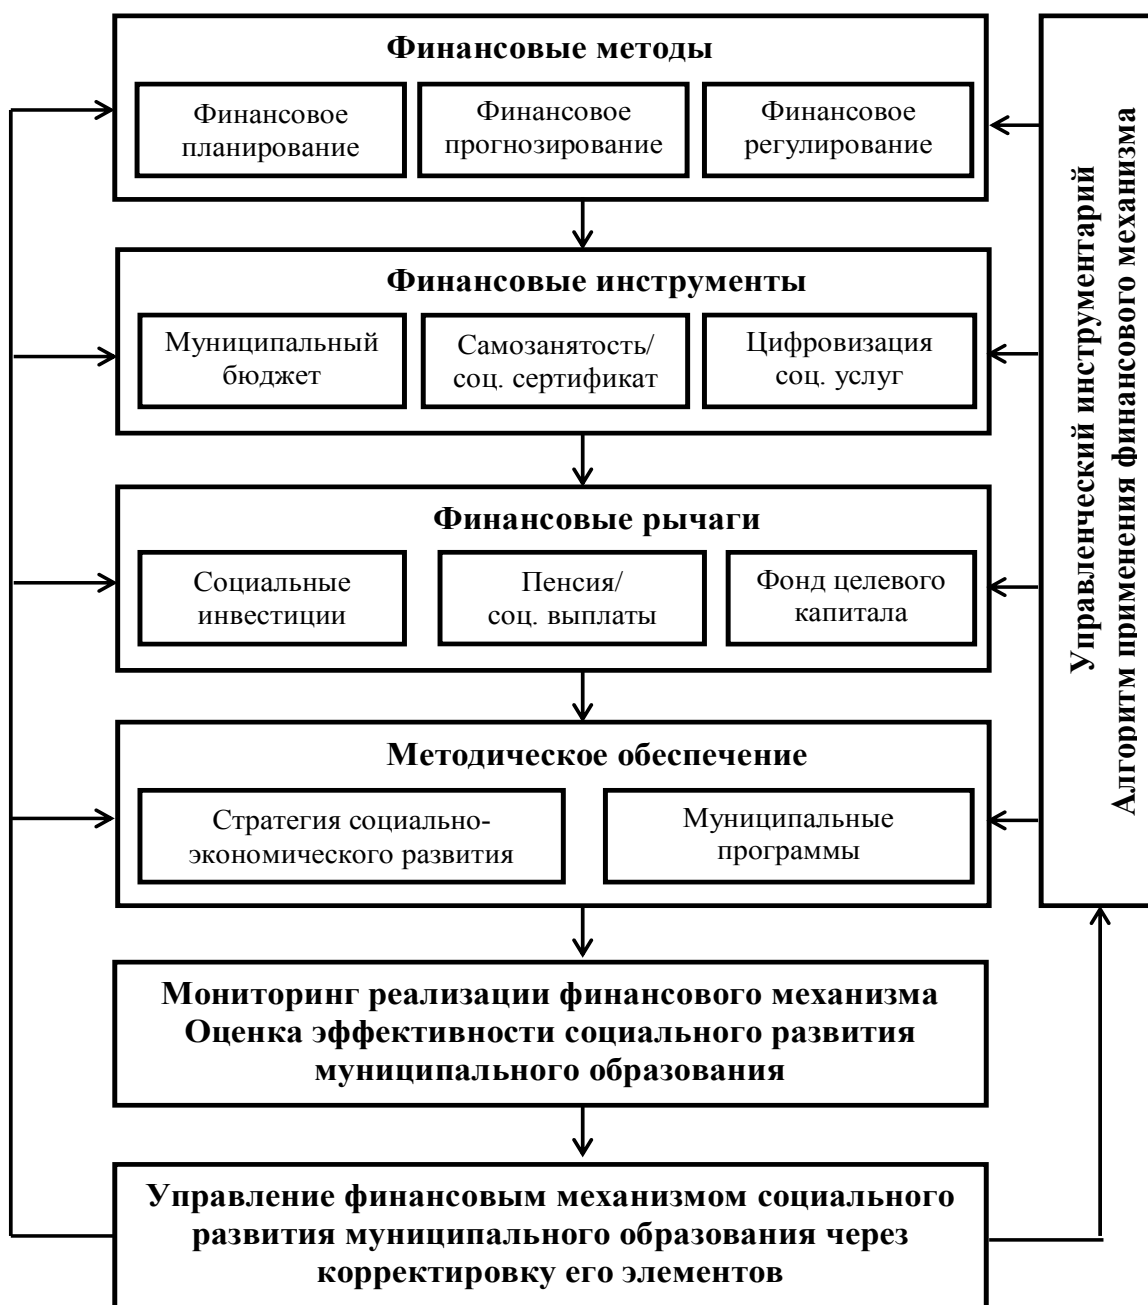 Финансовые методы
Финансовое
планирование
Финансовое
прогнозирование
Финансовое
регулирование
Финансовые инструменты
Муниципальный
бюджет
Самозанятость/
соц. сертификат
Цифровизация
соц. услуг
Финансовые рычаги
Социальные
инвестиции
Пенсия/
соц. выплаты
Фонд целевого
капитала
Методическое обеспечение
Стратегия социально-
экономического развития
Муниципальные
программы
Мониторинг реализации финансового механизма
Оценка эффективности социального развития
муниципального образования
Управление финансовым механизмом социального
развития муниципального образования через
корректировку его элементов
Управленческий инструментарий
Алгоритм применения финансового механизма